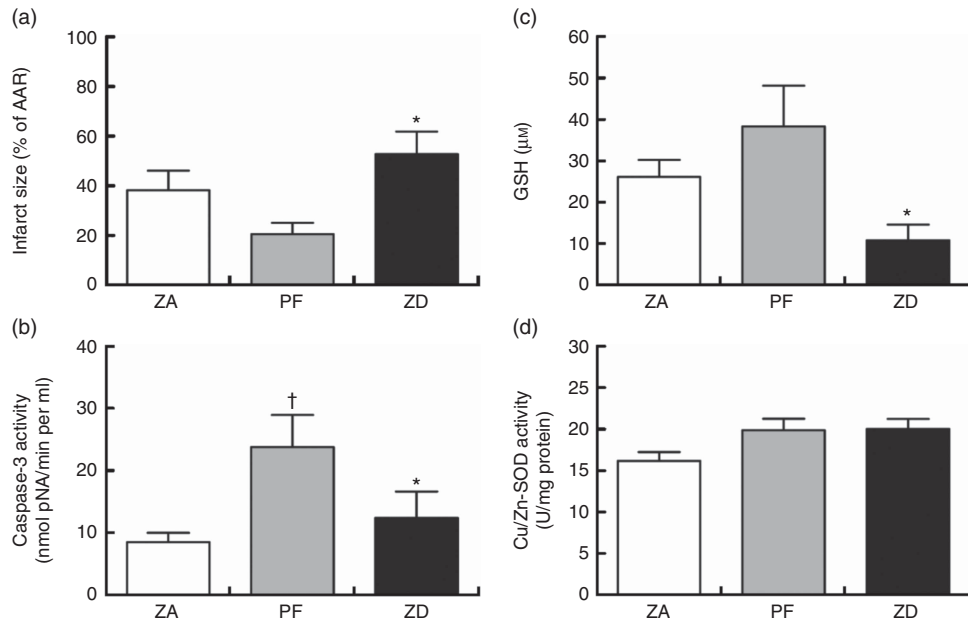 (a)
Infarct size (% of AAR)
100
80
60
40
20
0
*
ZA PF ZD
(b)
Caspase-3 activity
(nmol pNA/min per ml)
40
30
20
10
0
†
*
ZA PF ZD
(c)
GSH (μM)
60
50
40
30
20
10
0
*
ZA PF ZD
(d)
Cu/Zn-SOD activity
(U/mg protein)
30
25
20
15
10
5
0
ZA PF ZD